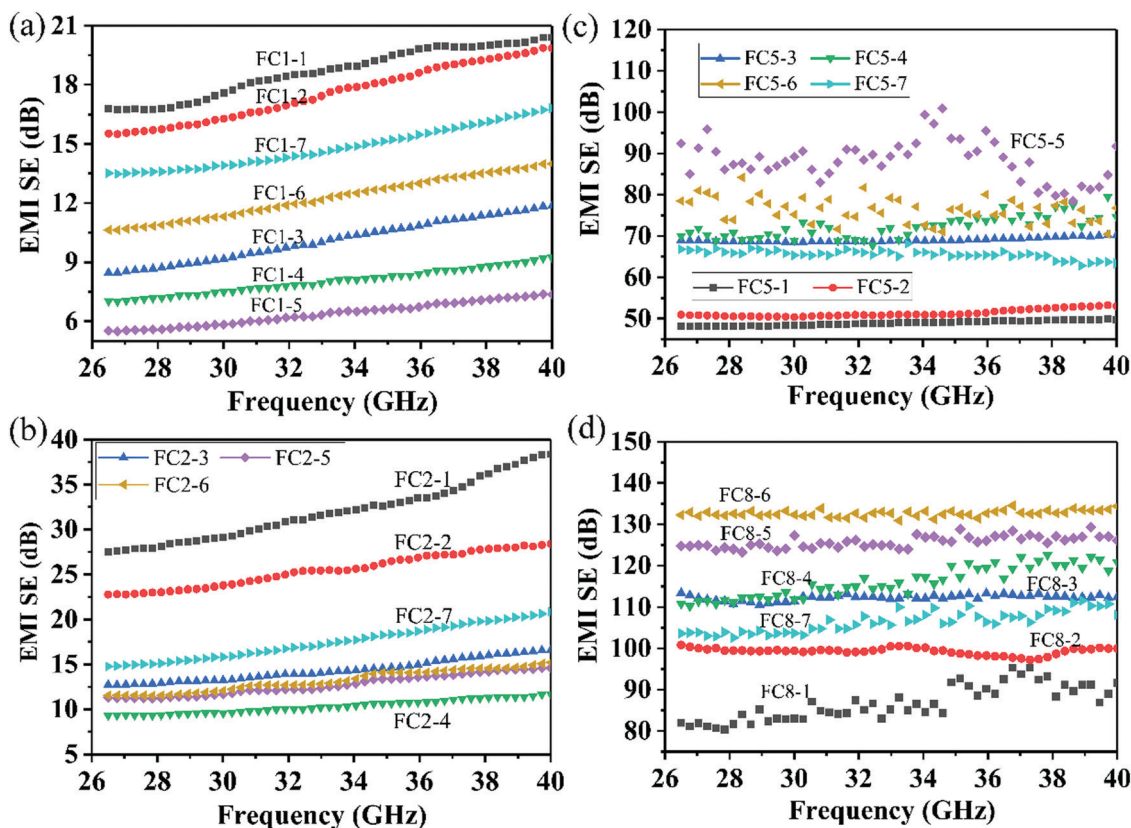 (a)
21
18
15
12
9
6
EMI SE (dB)
FC1-1
FC1-2
FC1-7
FC1-6
FC1-3
FC1-4
FC1-5
26 28 30 32 34 36 38 40
Frequency (GHz)
(c)
120
110
100
90
80
70
60
50
EMI SE (dB)
FC5-3 FC5-4
FC5-6 FC5-7
FC5-5
FC5-1 FC5-2
26 28 30 32 34 36 38 40
Frequency (GHz)
(b)
40
35
30
25
20
15
10
5
EMI SE (dB)
FC2-3 FC2-5
FC2-6
FC2-1
FC2-2
FC2-7
FC2-4
26 28 30 32 34 36 38 40
Frequency (GHz)
(d)
150
140
130
120
110
100
90
80
EMI SE (dB)
FC8-6
FC8-5
FC8-4
FC8-3
FC8-7
FC8-2
FC8-1
26 28 30 32 34 36 38 40
Frequency (GHz)